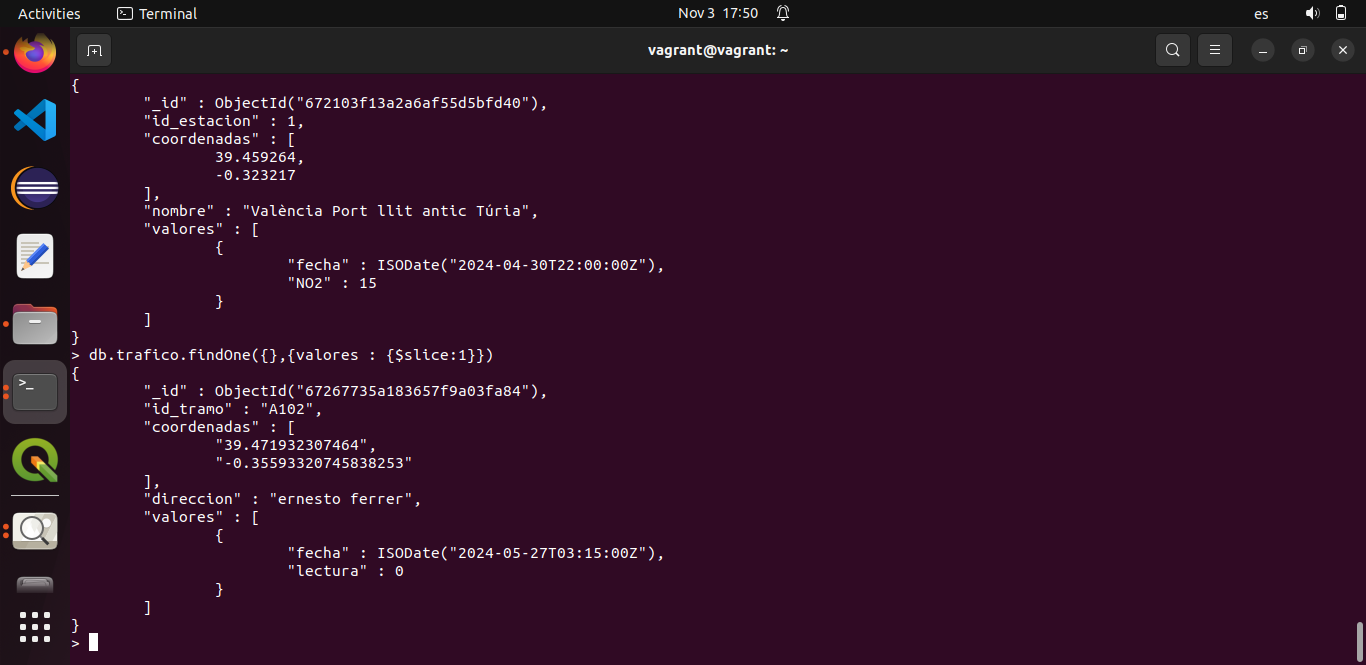 Activities
Terminal
Nov 3 17:50
es
vagrant@vagrant: ~
{
        "_id" : ObjectId("672103f13a2a6af55d5bfd40"),
        "id_estacion" : 1,
        "coordenadas" : [
                39.459264,
                -0.323217
        ],
        "nombre" : "València Port llit antic Túria",
        "valores" : [
                {
                        "fecha" : ISODate("2024-04-30T22:00:00Z"),
                        "NO2" : 15
                }
        ]
}
> db.trafico.findOne({},{valores : {$slice:1}})
{
        "_id" : ObjectId("67267735a183657f9a03fa84"),
        "id_tramo" : "A102",
        "coordenadas" : [
                "39.471932307464",
                "-0.35593320745838253"
        ],
        "direccion" : "ernesto ferrer",
        "valores" : [
                {
                        "fecha" : ISODate("2024-05-27T03:15:00Z"),
                        "lectura" : 0
                }
        ]
}
>